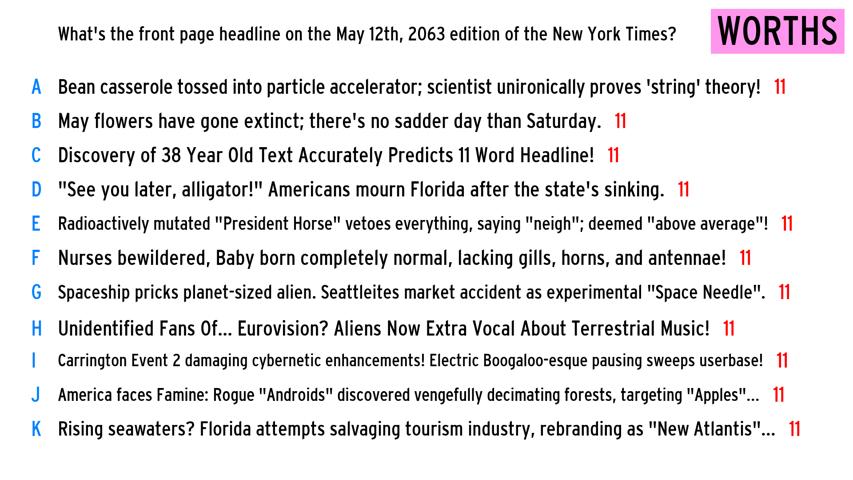 What's the front page headline on the May 12th, 2063 edition of the New York Times? WORTHS
A Bean casserole tossed into particle accelerator; scientist unironically proves 'string' theory! 11
B May flowers have gone extinct; there's no sadder day than Saturday. 11
C Discovery of 38 Year Old Text Accurately Predicts 11 Word Headline! 11
D "See you later, alligator!" Americans mourn Florida after the state's sinking. 11
E Radioactively mutated "President Horse" vetoes everything, saying "neigh"; deemed "above average"! 11
F Nurses bewildered, Baby born completely normal, lacking gills, horns, and antennae! 11
G Spaceship pricks planet-sized alien. Seattleites market accident as experimental "Space Needle". 11
H Unidentified Fans Of... Eurovision? Aliens Now Extra Vocal About Terrestrial Music! 11
I Carrington Event 2 damaging cybernetic enhancements! Electric Boogaloo-esque pausing sweeps userbase! 11
J America faces Famine: Rogue "Androids" discovered vengefully decimating forests, targeting "Apples"... 11
K Rising seawaters? Florida attempts salvaging tourism industry, rebranding as "New Atlantis"... 11